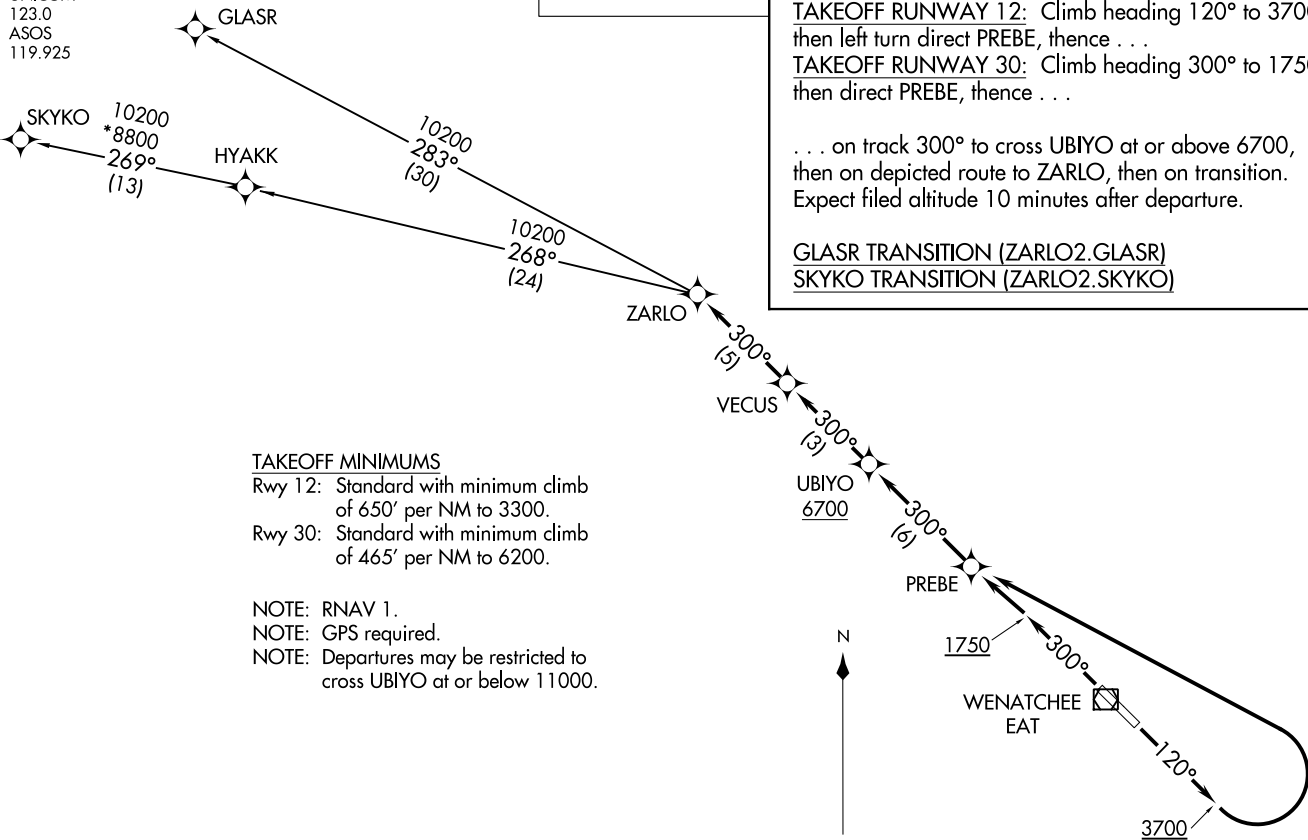 123.0
ASOS
119.925
GLASR
SKYKO
10200
*8800
269°
(13)
HYAKK
10200
283°
(30)
10200
268°
(24)
ZARLO
300°
(5)
VECUS
300°
(3)
UBIYO
6700
300°
(6)
PREBE
1750
300°
WENATCHEE
EAT
120°
3700
N
TAKEOFF RUNWAY 12: Climb heading 120° to 3700
then left turn direct PREBE, thence . . .
TAKEOFF RUNWAY 30: Climb heading 300° to 1750
then direct PREBE, thence . . .
. . . on track 300° to cross UBIYO at or above 6700,
then on depicted route to ZARLO, then on transition.
Expect filed altitude 10 minutes after departure.
GLASR TRANSITION (ZARLO2.GLASR)
SKYKO TRANSITION (ZARLO2.SKYKO)
TAKEOFF MINIMUMS
Rwy 12: Standard with minimum climb
of 650' per NM to 3300.
Rwy 30: Standard with minimum climb
of 465' per NM to 6200.
NOTE: RNAV 1.
NOTE: GPS required.
NOTE: Departures may be restricted to
cross UBIYO at or below 11000.